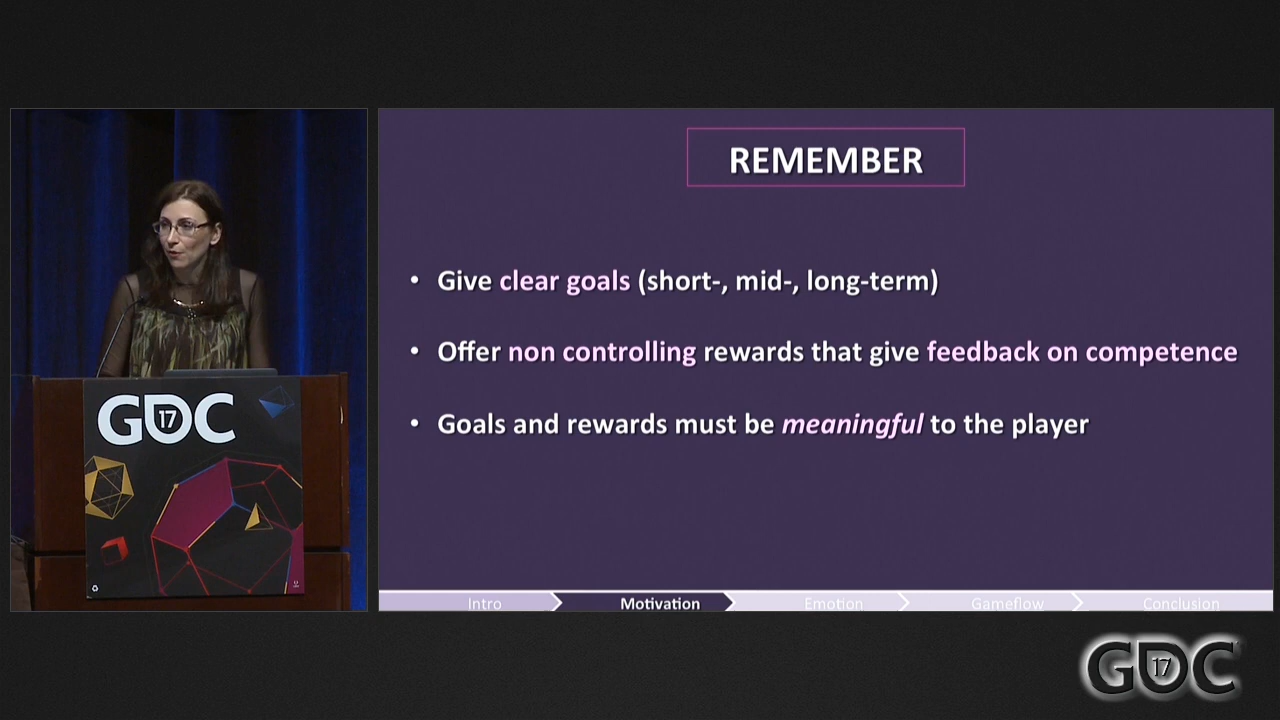 REMEMBER
• Give clear goals (short-, mid-, long-term)
• Offer non controlling rewards that give feedback on competence
• Goals and rewards must be meaningful to the player
Intro Motivation Emotion Gameflow Conclusion
GDC 17
GDC 17